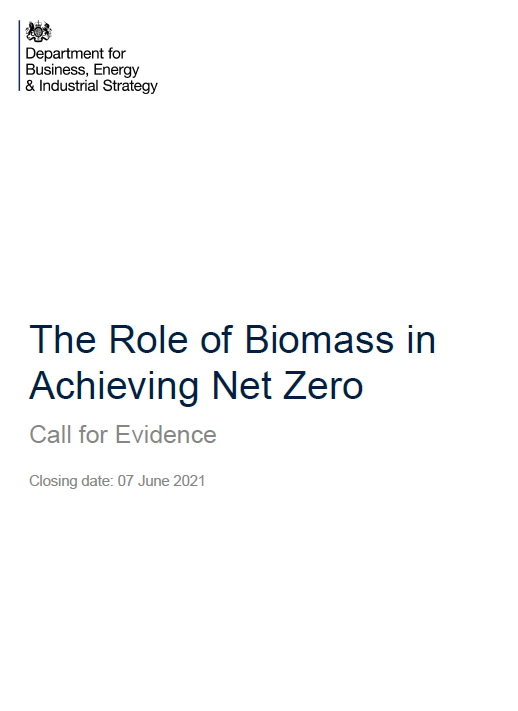 Department for
Business, Energy
& Industrial Strategy
The Role of Biomass in
Achieving Net Zero
Call for Evidence
Closing date: 07 June 2021